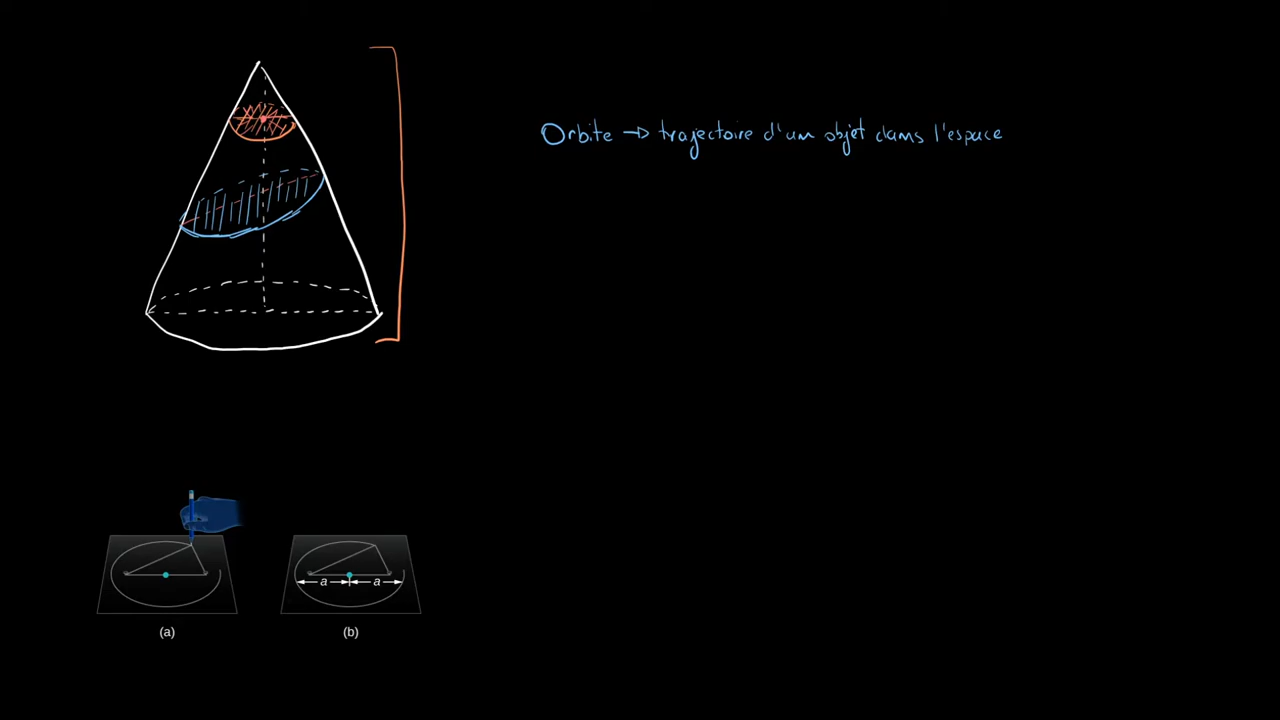 Orbite → trajectoire d'un objet dans l'espace
a a
(a) (b)